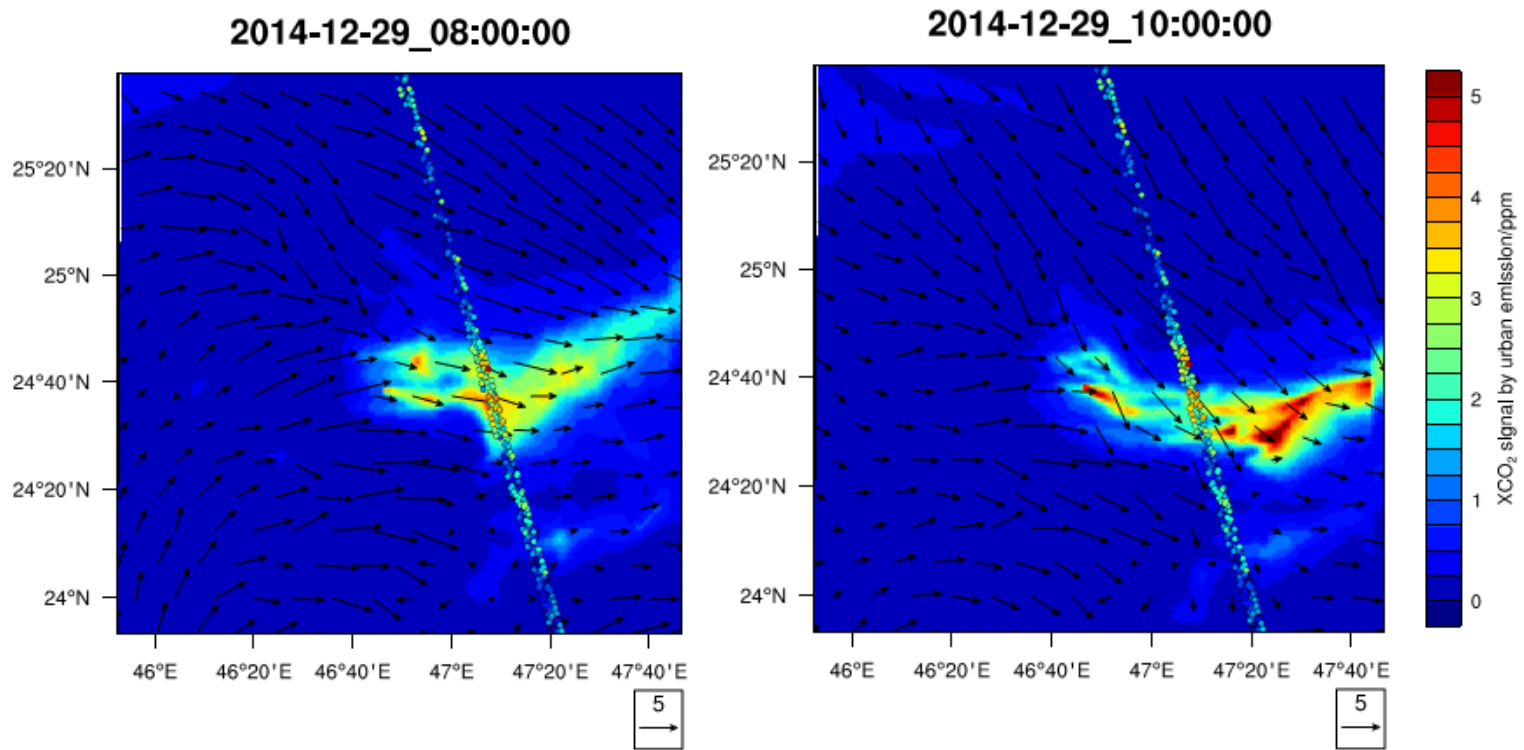 2014-12-29_08:00:00
2014-12-29_10:00:00
25°20'N
25°N
24°40'N
24°20'N
24°N
46°E
46°20'E
46°40'E
47°E
47°20'E
47°40'E
5
25°20'N
25°N
24°40'N
24°20'N
24°N
46°E
46°20'E
46°40'E
47°E
47°20'E
47°40'E
5
5
4
3
2
1
0
XCO₂ signal by urban emission/ppm